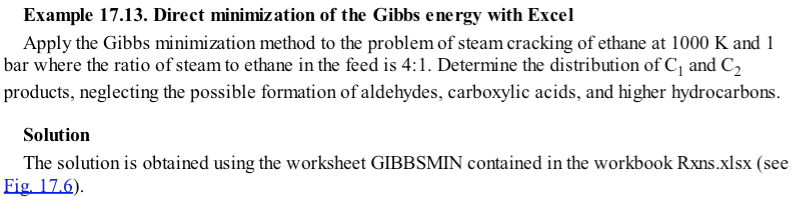 Example 17.13. Direct minimization of the Gibbs energy with Excel
Apply the Gibbs minimization method to the problem of steam cracking of ethane at 1000 K and 1
bar where the ratio of steam to ethane in the feed is 4:1. Determine the distribution of C₁ and C₂
products, neglecting the possible formation of aldehydes, carboxylic acids, and higher hydrocarbons.
Solution
The solution is obtained using the worksheet GIBBSMIN contained in the workbook Rxns.xlsx (see
Fig. 17.6).